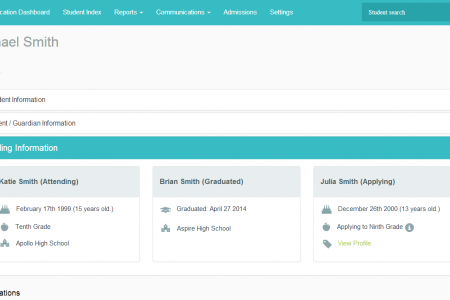 cation Dashboard Student Index Reports Communications Admissions Settings Student search
ael Smith
dent Information
ent / Guardian Information
ling Information
Katie Smith (Attending)
February 17th 1999 (15 years old.)
Tenth Grade
Apollo High School
Brian Smith (Graduated)
Graduated: April 27 2014
Aspire High School
Julia Smith (Applying)
December 26th 2000 (13 years old.)
Applying to Ninth Grade
View Profile
ations